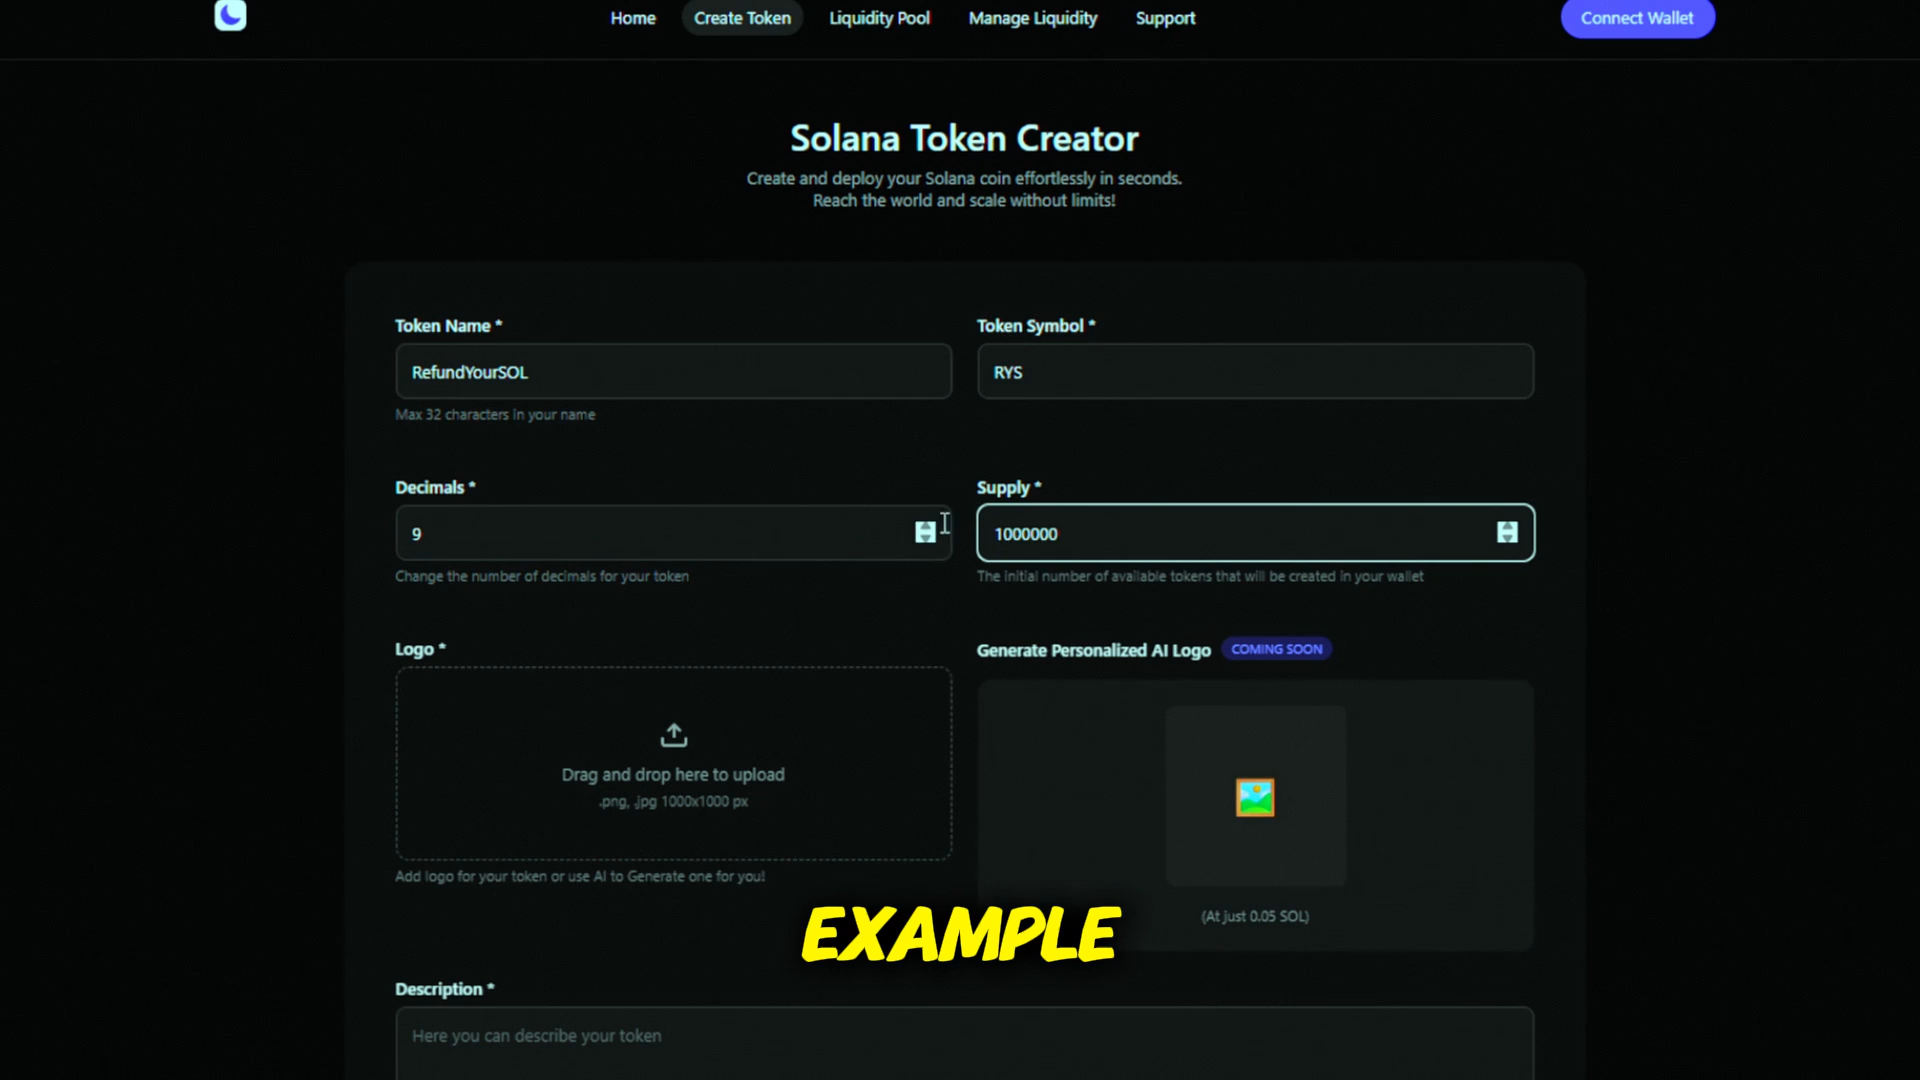 Home
Create Token
Liquidity Pool
Manage Liquidity
Support
Connect Wallet
Solana Token Creator
Create and deploy your Solana coin effortlessly in seconds.
Reach the world and scale without limits!
Token Name *
Token Symbol *
RefundYourSOL
RYS
Max 32 characters in your name
Decimals *
Supply *
9
1000000
Change the number of decimals for your token
The initial number of available tokens that will be created in your wallet
Logo *
Generate Personalized AI Logo
COMING SOON
Drag and drop here to upload
.png, .jpg 1000x1000 px
Add logo for your token or use AI to Generate one for you!
(At just 0.05 SOL)
EXAMPLE
Description *
Here you can describe your token